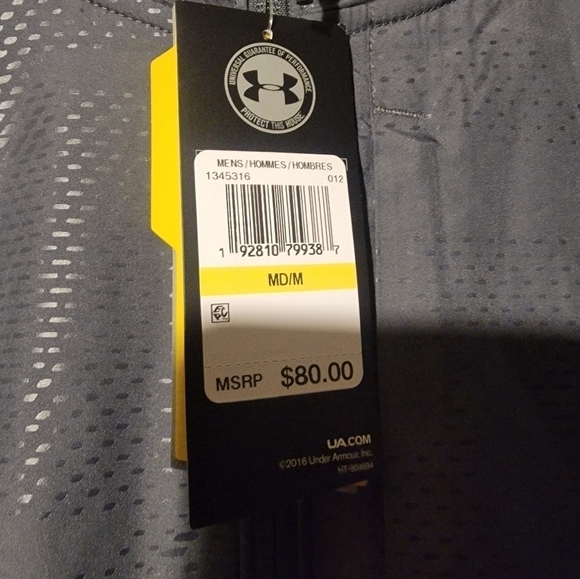 UNIVERSAL GUARANTEE OF PERFORMANCE
PROTECT THIS HOUSE
MENS / HOMMES / HOMBRES
1345316 012
1 92810 79938 7
MD/M
MSRP $80.00
UA.COM
©2016 Under Armour, Inc.